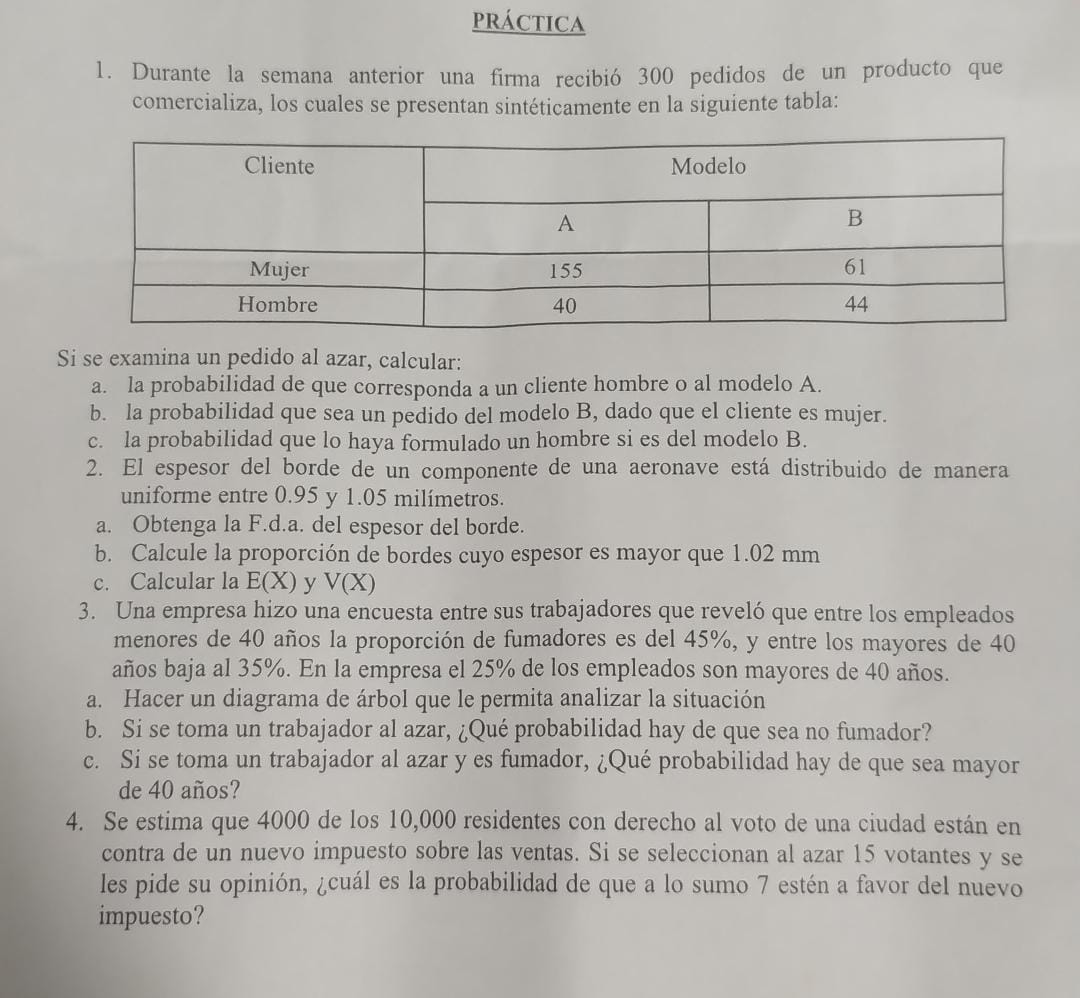 PRÁCTICA
1. Durante la semana anterior una firma recibió 300 pedidos de un producto que
comercializa, los cuales se presentan sintéticamente en la siguiente tabla:
Cliente Modelo
A B
Mujer 155 61
Hombre 40 44
Si se examina un pedido al azar, calcular:
a. la probabilidad de que corresponda a un cliente hombre o al modelo A.
b. la probabilidad que sea un pedido del modelo B, dado que el cliente es mujer.
c. la probabilidad que lo haya formulado un hombre si es del modelo B.
2. El espesor del borde de un componente de una aeronave está distribuido de manera
uniforme entre 0.95 y 1.05 milímetros.
a. Obtenga la F.d.a. del espesor del borde.
b. Calcule la proporción de bordes cuyo espesor es mayor que 1.02 mm
c. Calcular la E(X) y V(X)
3. Una empresa hizo una encuesta entre sus trabajadores que reveló que entre los empleados
menores de 40 años la proporción de fumadores es del 45%, y entre los mayores de 40
años baja al 35%. En la empresa el 25% de los empleados son mayores de 40 años.
a. Hacer un diagrama de árbol que le permita analizar la situación
b. Si se toma un trabajador al azar, ¿Qué probabilidad hay de que sea no fumador?
c. Si se toma un trabajador al azar y es fumador, ¿Qué probabilidad hay de que sea mayor
de 40 años?
4. Se estima que 4000 de los 10,000 residentes con derecho al voto de una ciudad están en
contra de un nuevo impuesto sobre las ventas. Si se seleccionan al azar 15 votantes y se
les pide su opinión, ¿cuál es la probabilidad de que a lo sumo 7 estén a favor del nuevo
impuesto?